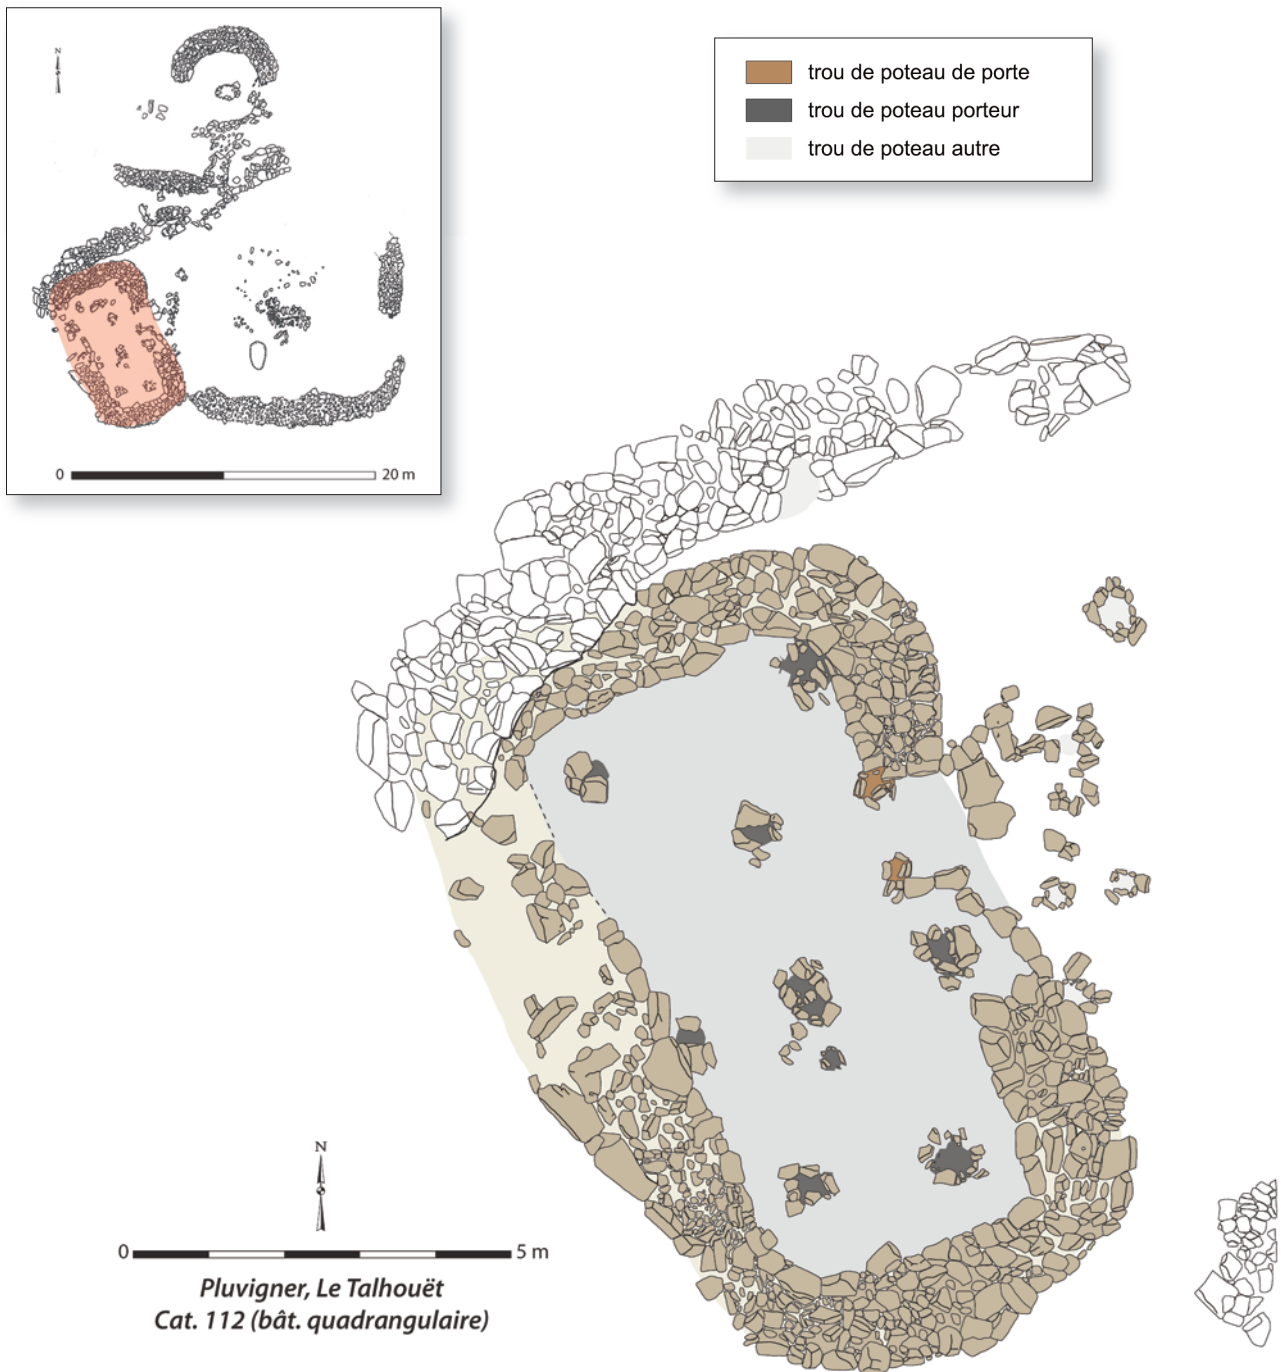 N
0 20 m
trou de poteau de porte
trou de poteau porteur
trou de poteau autre
N
0 5 m
Pluvigner, Le Talhouët
Cat. 112 (bât. quadrangulaire)